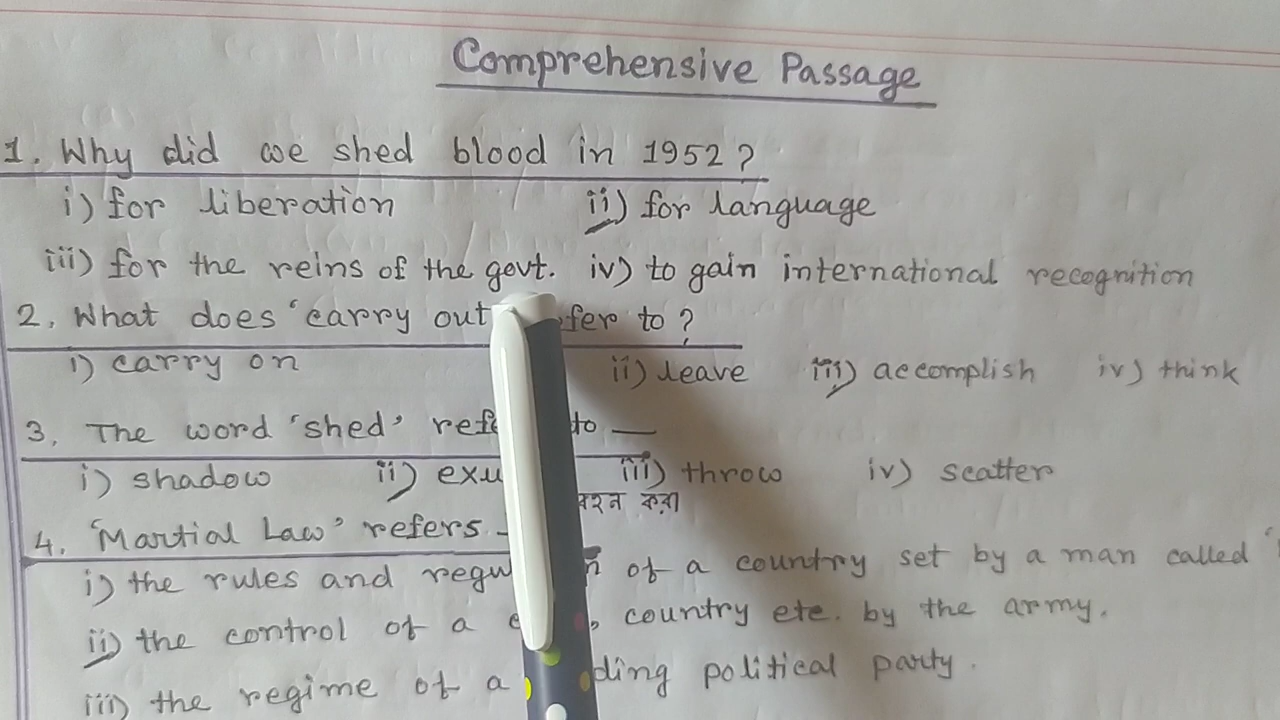 Comprehensive Passage
1. Why did we shed blood in 1952?
i) for liberation ii) for language
iii) for the reins of the govt. iv) to gain international recognition
2. What does 'carry out to?
i) carry on ii) leave iii) accomplish iv) think
3. The word 'shed' to __
i) shadow ii) iii) throw iv) scatter
করা
4. 'Martial Law' refers
i) the rules and of a country set by a man called
ii) the control of a country etc. by the army.
iii) the regime of a political party.